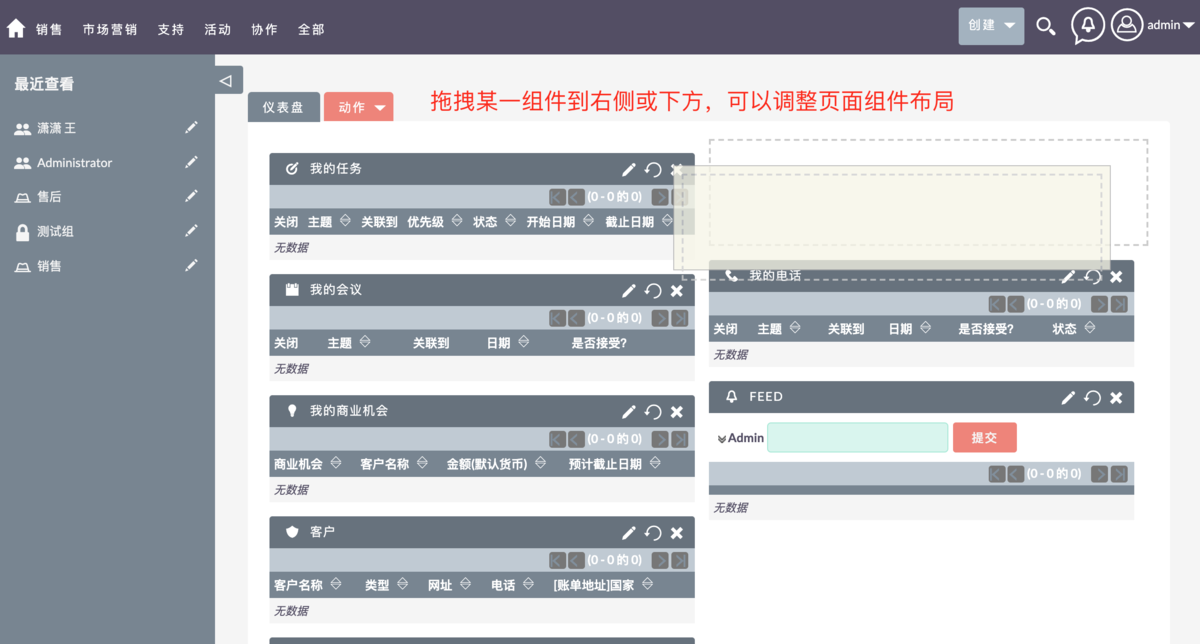 销售 市场营销 支持 活动 协作 全部 创建 admin
最近查看
潇潇 王
Administrator
售后
测试组
销售
仪表盘 动作
拖拽某一组件到右侧或下方，可以调整页面组件布局
我的任务
(0 - 0 的 0)
关闭 主题 关联到 优先级 状态 开始日期 截止日期
无数据
我的会议
(0 - 0 的 0)
关闭 主题 关联到 日期 是否接受?
无数据
我的商业机会
(0 - 0 的 0)
商业机会 客户名称 金额(默认货币) 预计截止日期
无数据
客户
(0 - 0 的 0)
客户名称 类型 网址 电话 [账单地址]国家
无数据
我的电话
(0 - 0 的 0)
关闭 主题 关联到 日期 是否接受? 状态
无数据
FEED
Admin 提交
(0 - 0 的 0)
无数据